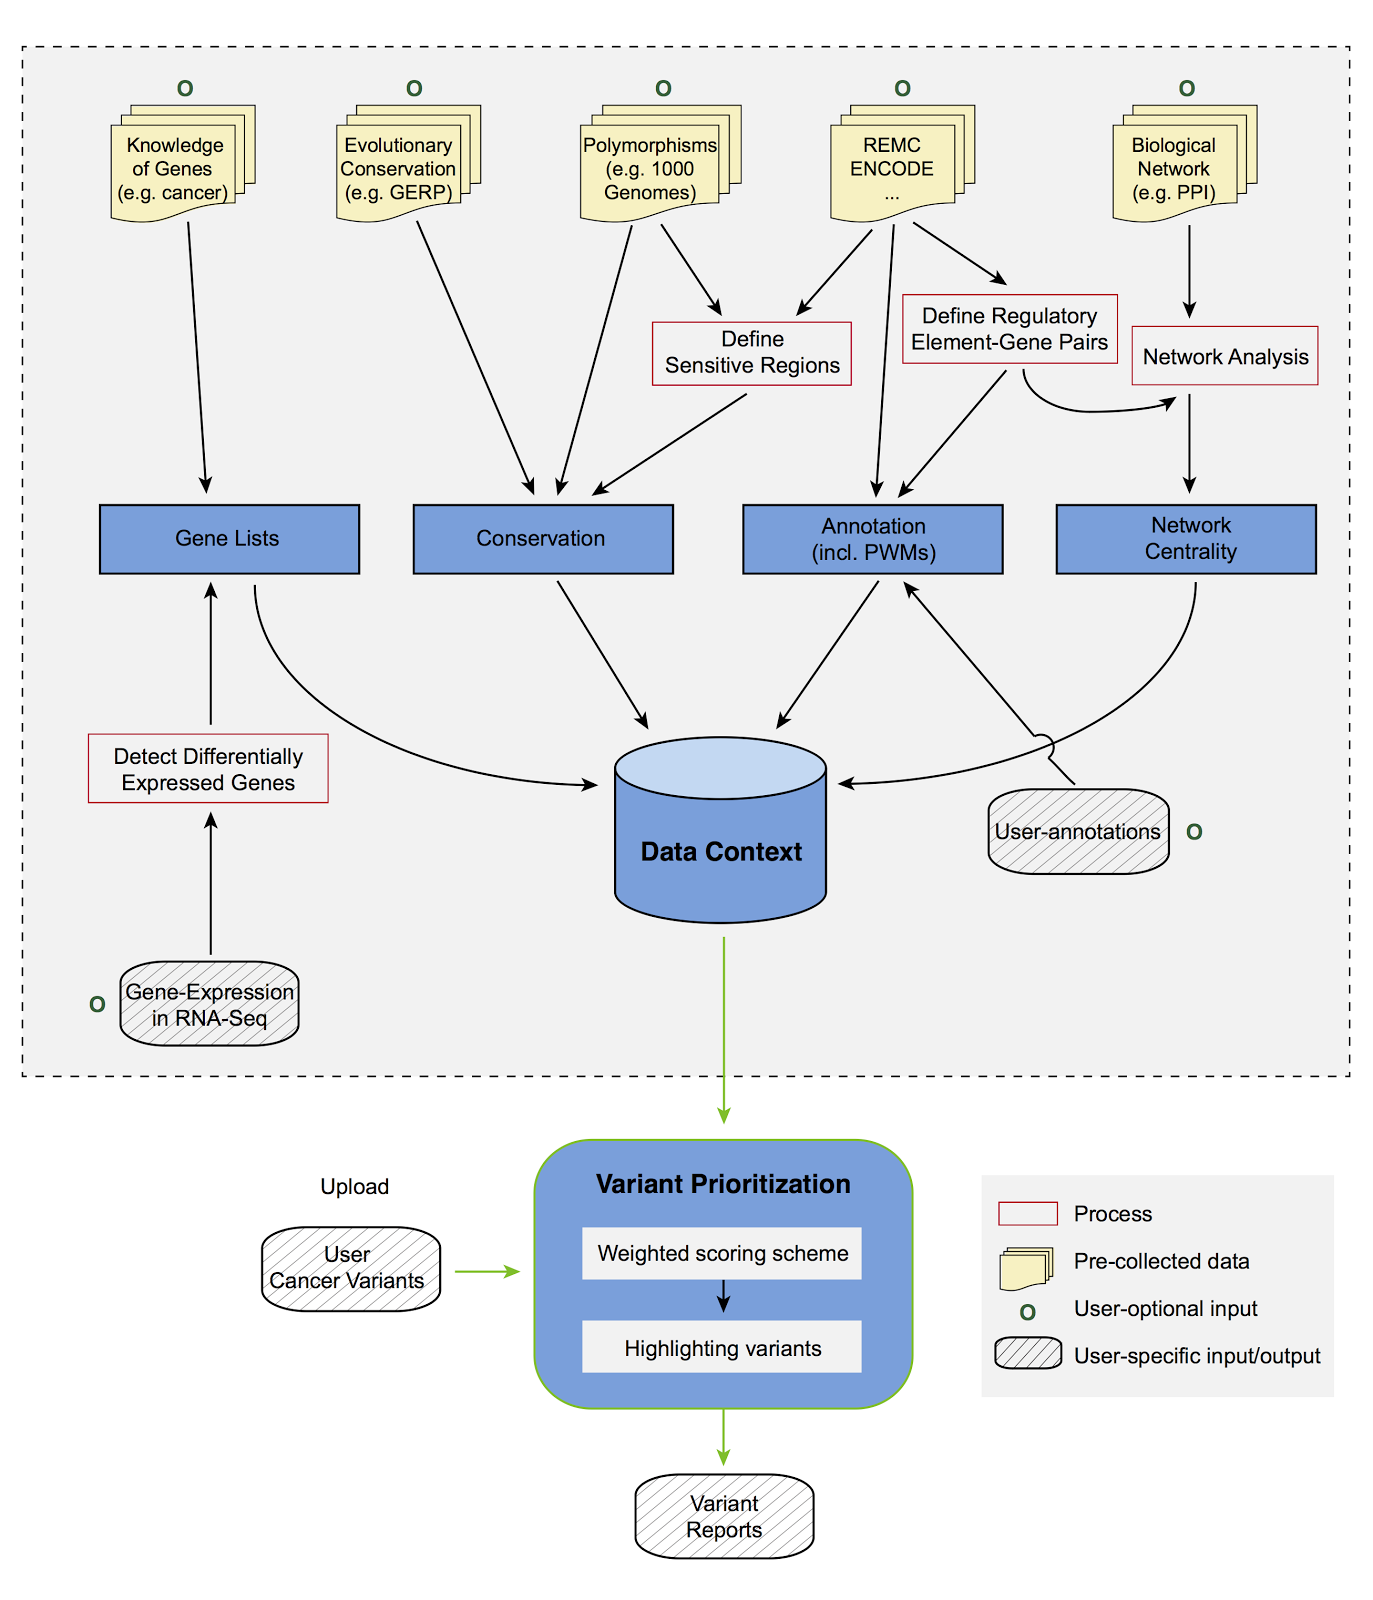 O
O
O
O
O
Knowledge
of Genes
(e.g. cancer)
Evolutionary
Conservation
(e.g. GERP)
Polymorphisms
(e.g. 1000
Genomes)
REMC
ENCODE
...
Biological
Network
(e.g. PPI)
Define
Sensitive Regions
Define Regulatory
Element-Gene Pairs
Network Analysis
Gene Lists
Conservation
Annotation
(incl. PWMs)
Network
Centrality
Detect Differentially
Expressed Genes
Data Context
User-annotations
O
O
Gene-Expression
in RNA-Seq
Upload
User
Cancer Variants
Variant Prioritization
Weighted scoring scheme
Highlighting variants
Variant
Reports
Process
Pre-collected data
O
User-optional input
User-specific input/output